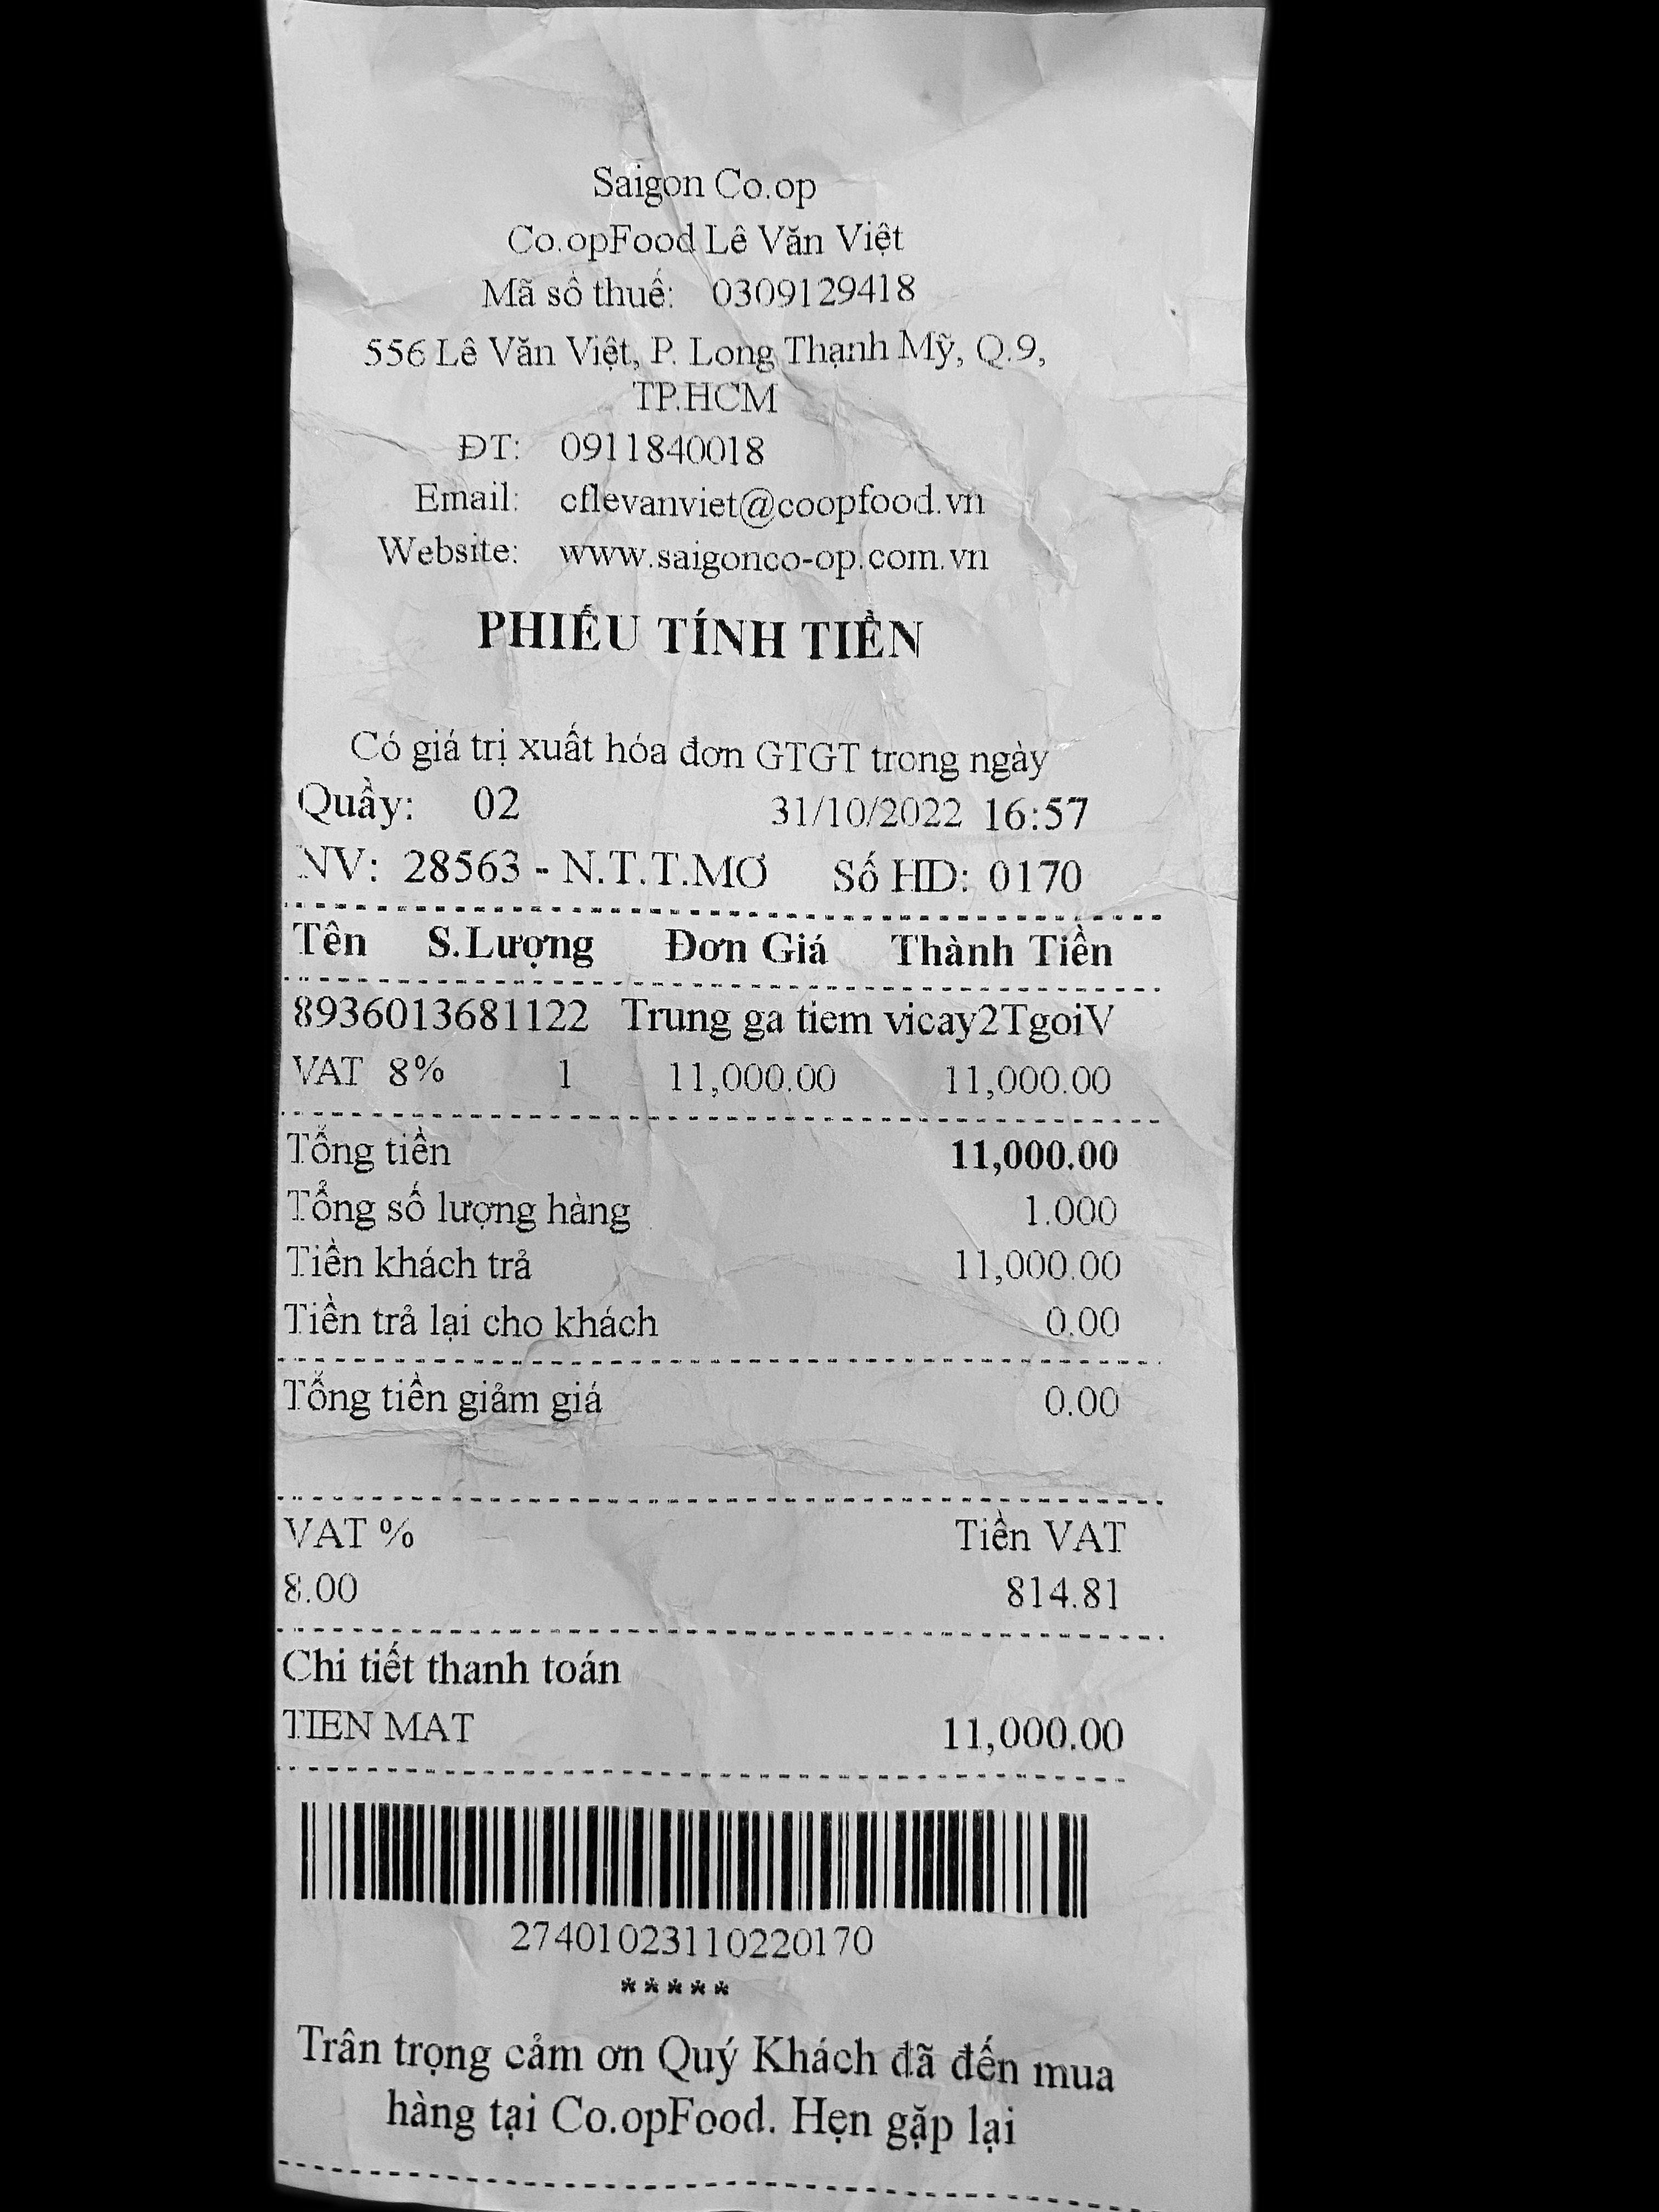 Saigon Co.op
Co.opFood Lê Văn Việt
Mã số thuế: 0309129418
556 Lê Văn Việt, P. Long Thạnh Mỹ, Q.9,
TP.HCM
ĐT: 0911840018
Email: cflevanviet@coopfood.vn
Website: www.saigonco-op.com.vn
PHIẾU TÍNH TIỀN
Có giá trị xuất hóa đơn GTGT trong ngày
Quầy: 02 31/10/2022 16:57
NV: 28563 - N.T.T.MƠ Số HD: 0170
Tên S.Lượng Đơn Giá Thành Tiền
8936013681122 Trung ga tiem vicay2TgoiV
VAT 8% 1 11,000.00 11,000.00
Tổng tiền 11,000.00
Tổng số lượng hàng 1.000
Tiền khách trả 11,000.00
Tiền trả lại cho khách 0.00
Tổng tiền giảm giá 0.00
VAT % Tiền VAT
8.00 814.81
Chi tiết thanh toán
TIEN MAT 11,000.00
27401023110220170
*****
Trân trọng cảm ơn Quý Khách đã đến mua
hàng tại Co.opFood. Hẹn gặp lại